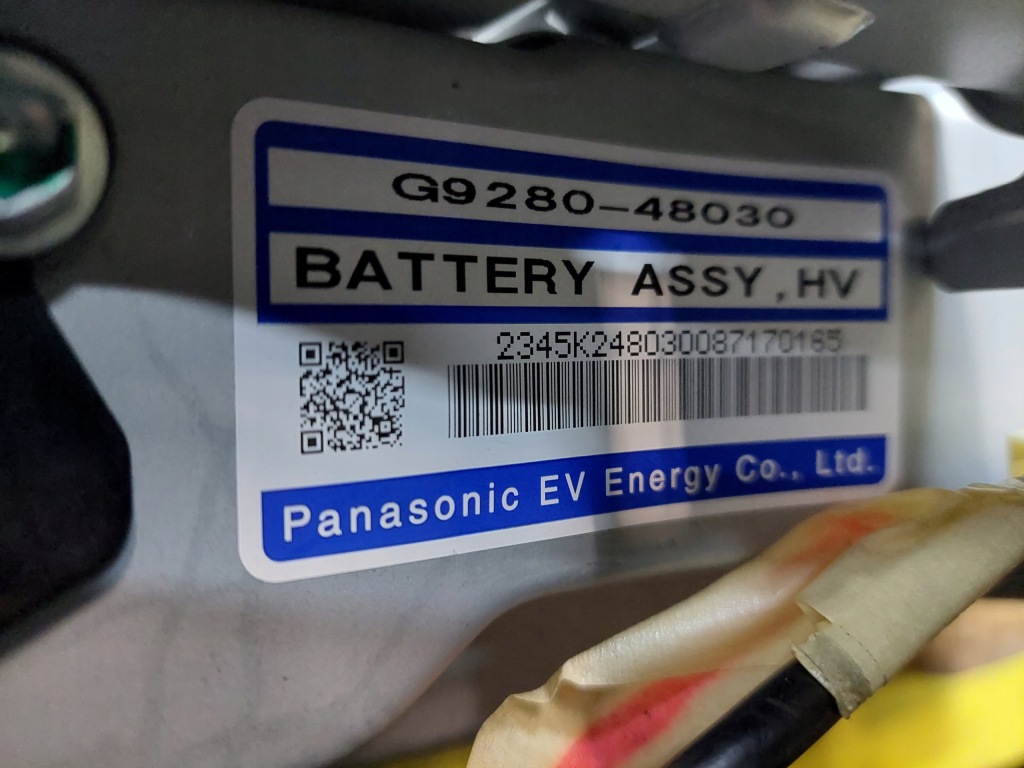 G9280-48030
BATTERY ASSY,HV
2345K248030087170165
Panasonic EV Energy Co., Ltd.